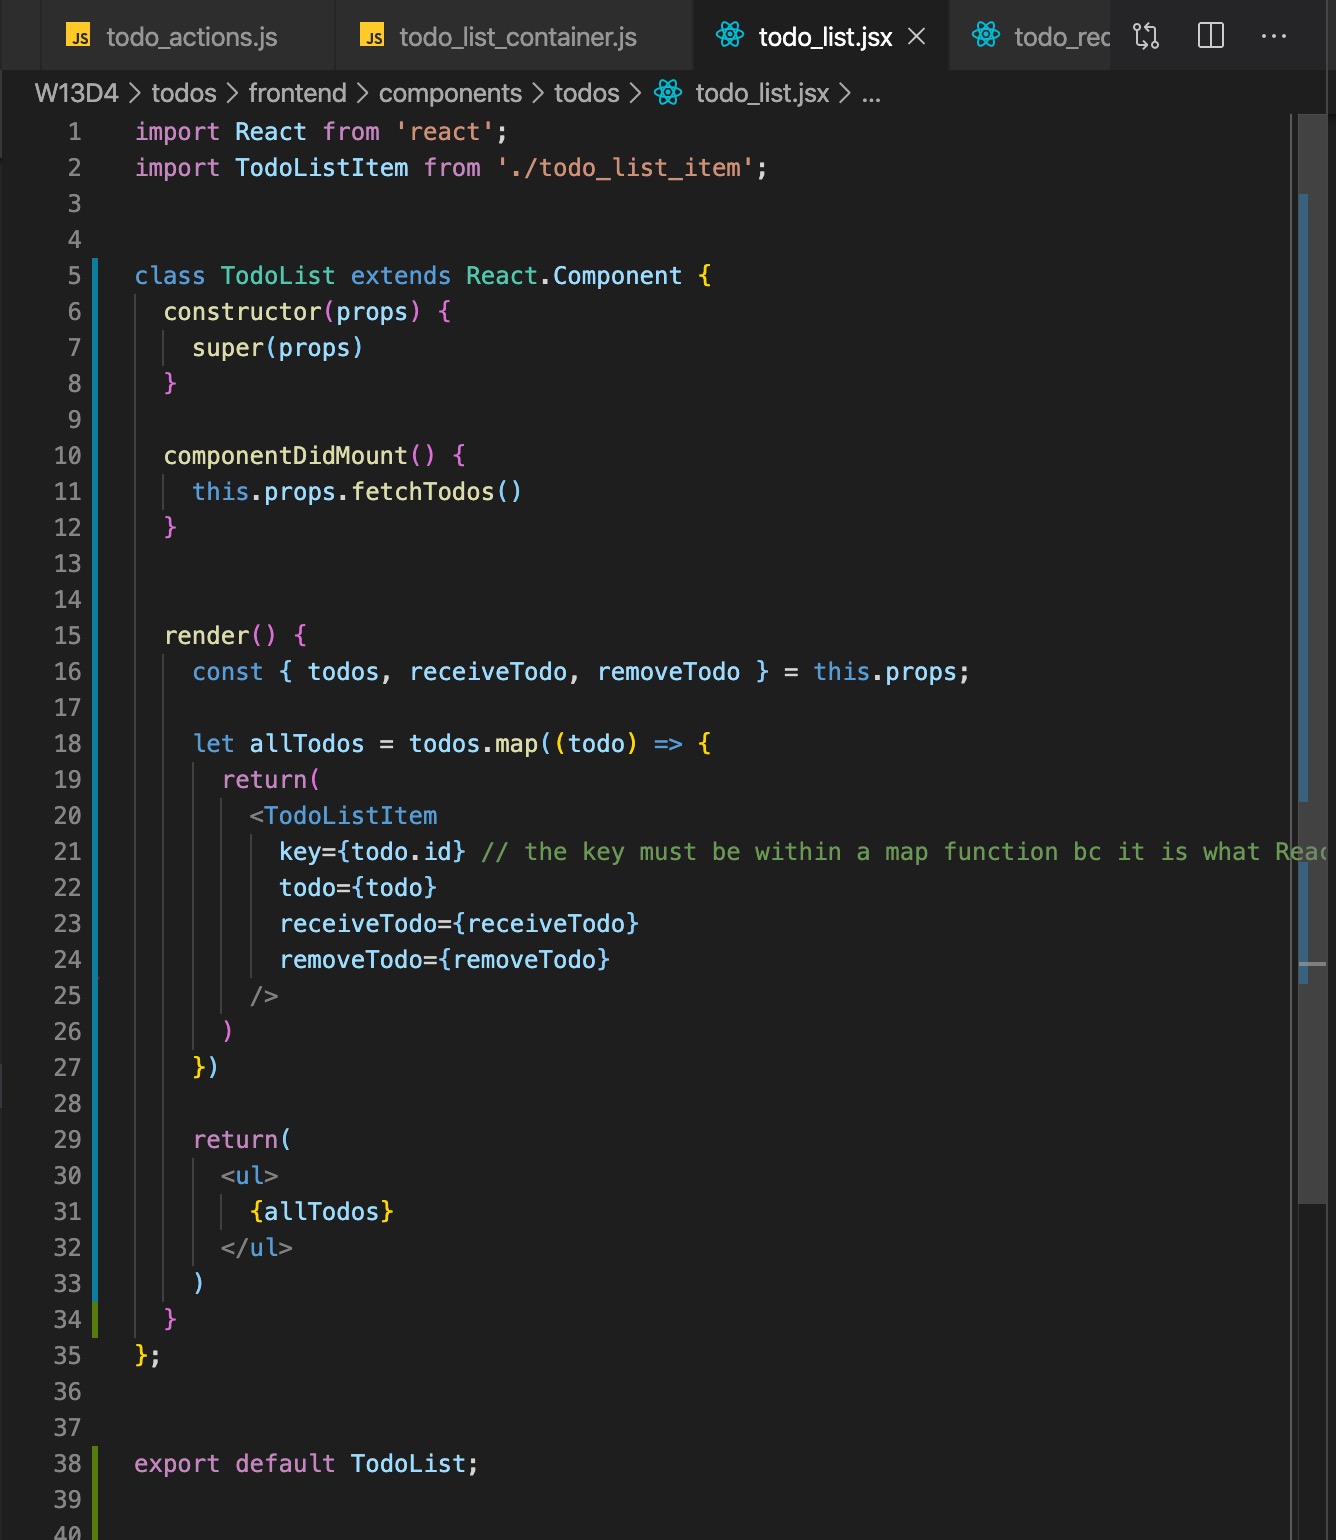 JS todo_actions.js JS todo_list_container.js todo_list.jsx
W13D4 > todos > frontend > components > todos > todo_list.jsx > ...
1 import React from 'react';
2 import TodoListItem from './todo_list_item';
3
4
5 class TodoList extends React.Component {
6 constructor(props) {
7 super(props)
8 }
9
10 componentDidMount() {
11 this.props.fetchTodos()
12 }
13
14
15 render() {
16 const { todos, receiveTodo, removeTodo } = this.props;
17
18 let allTodos = todos.map((todo) => {
19 return(
20 <TodoListItem
21 key={todo.id} // the key must be within a map function bc it is what
22 todo={todo}
23 receiveTodo={receiveTodo}
24 removeTodo={removeTodo}
25 />
26 )
27 })
28
29 return(
30 <ul>
31 {allTodos}
32 </ul>
33 )
34 }
35 };
36
37
38 export default TodoList;
39
40